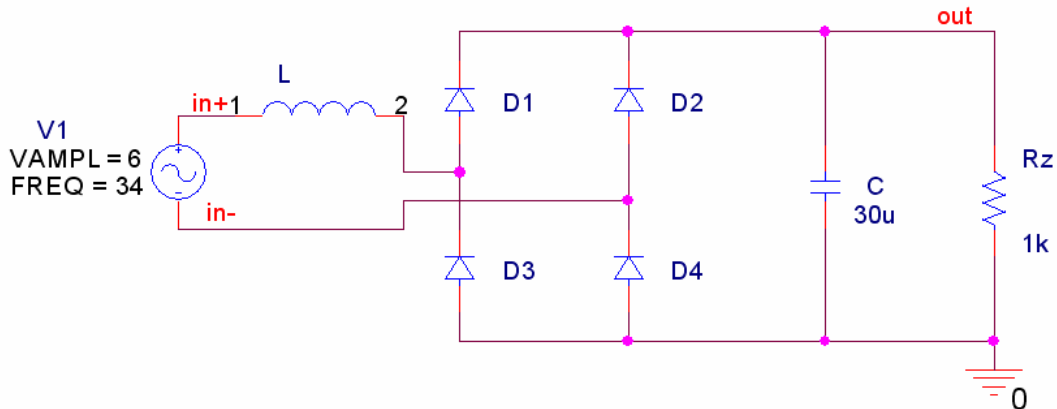 out
L
in+
1
2
D1
D2
V1
VAMPL = 6
FREQ = 34
Rz
C
30u
in-
1k
D3
D4
0